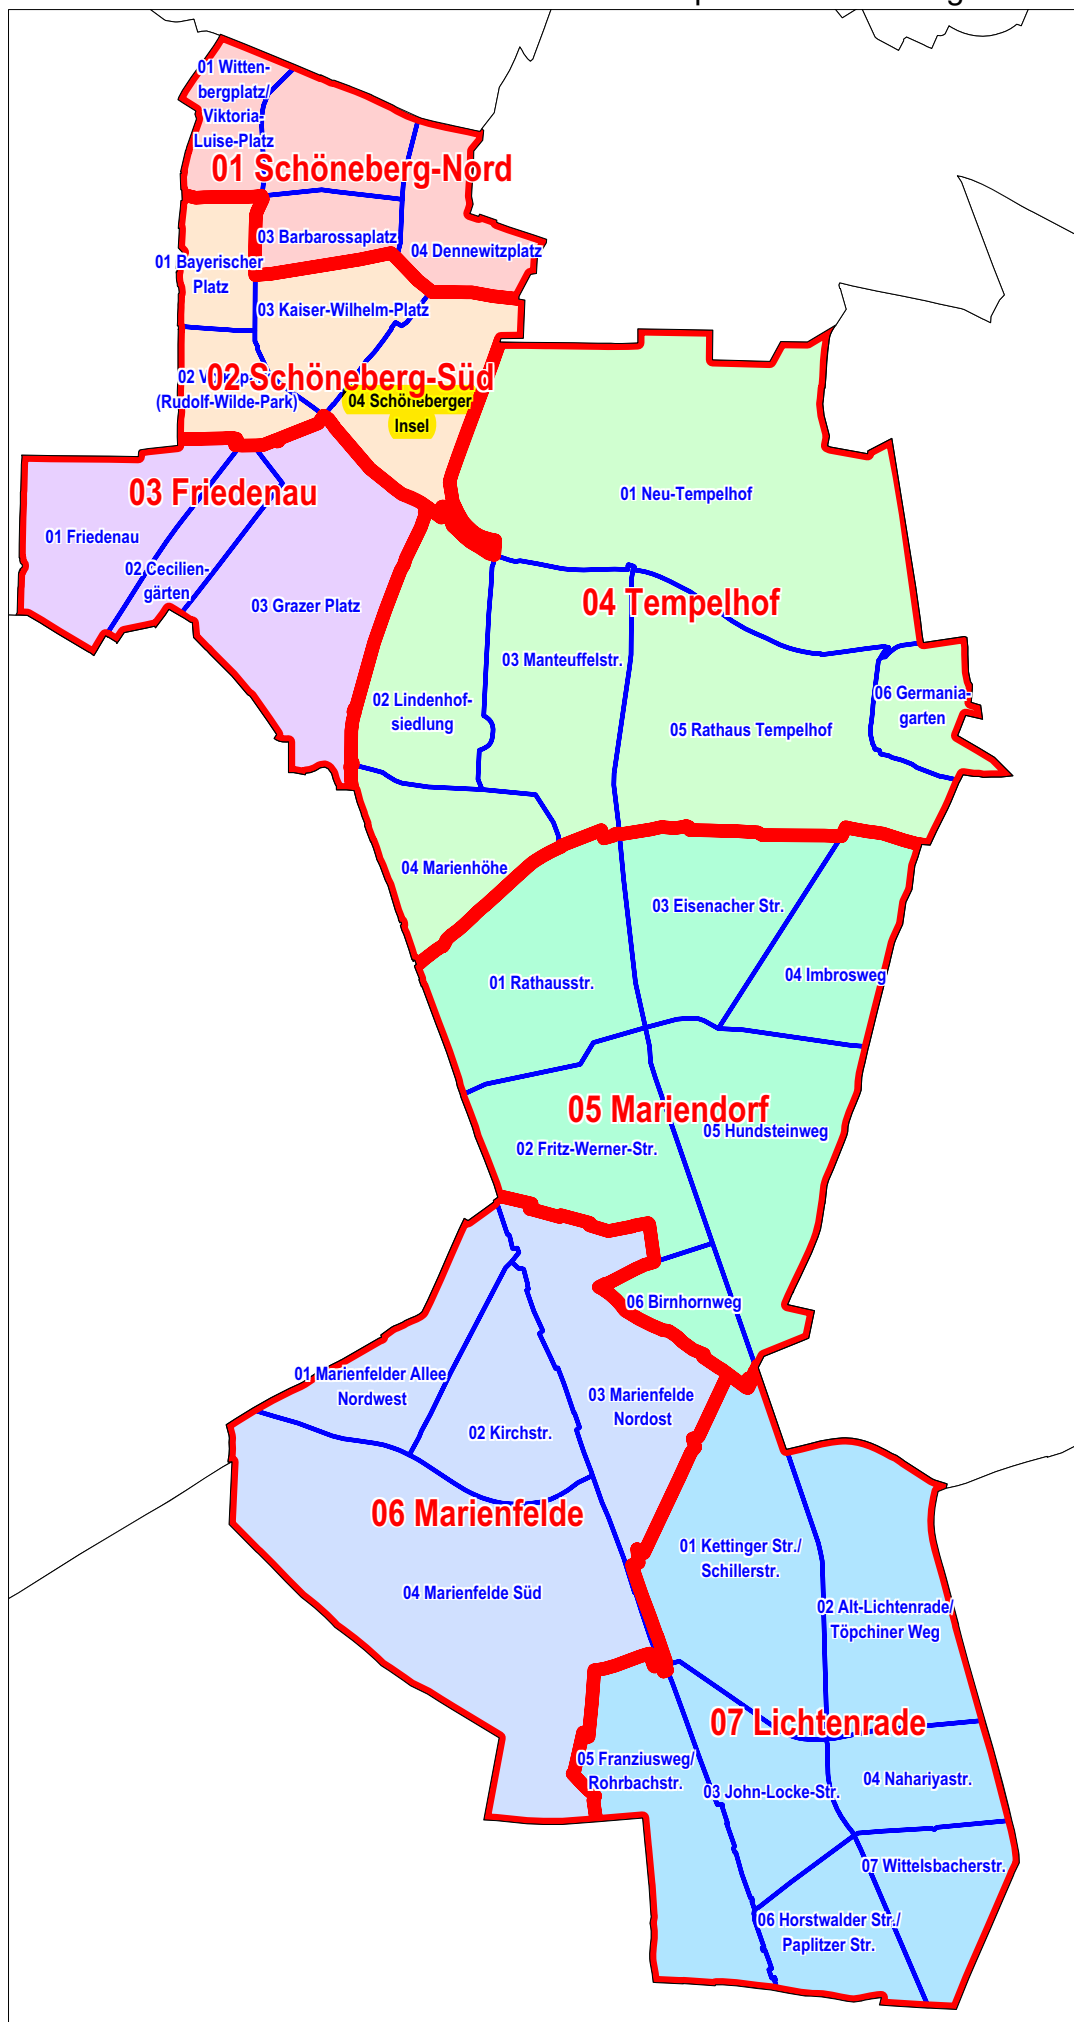 01 Witten-
bergplatz/
Viktoria-
Luise-Platz
01 Schöneberg-Nord
03 Barbarossaplatz
04 Dennewitzplatz
01 Bayerischer
Platz
03 Kaiser-Wilhelm-Platz
02 Schöneberg-Süd
02
(Rudolf-Wilde-Park)
04 Schöneberger
Insel
03 Friedenau
01 Friedenau
02 Cecilien-
gärten
03 Grazer Platz
01 Neu-Tempelhof
04 Tempelhof
03 Manteuffelstr.
02 Lindenhof-
siedlung
05 Rathaus Tempelhof
06 Germania-
garten
04 Marienhöhe
03 Eisenacher Str.
01 Rathausstr.
04 Imbrosweg
05 Mariendorf
05 Hundsteinweg
02 Fritz-Werner-Str.
06 Birnhornweg
01 Marienfelder Allee
Nordwest
03 Marienfelde
Nordost
02 Kirchstr.
06 Marienfelde
04 Marienfelde Süd
01 Kettinger Str./
Schillerstr.
02 Alt-Lichtenrade/
Töpchiner Weg
07 Lichtenrade
05 Franziusweg/
Rohrbachstr.
03 John-Locke-Str.
04 Nahariyastr.
07 Wittelsbacherstr.
06 Horstwalder Str./
Paplitzer Str.